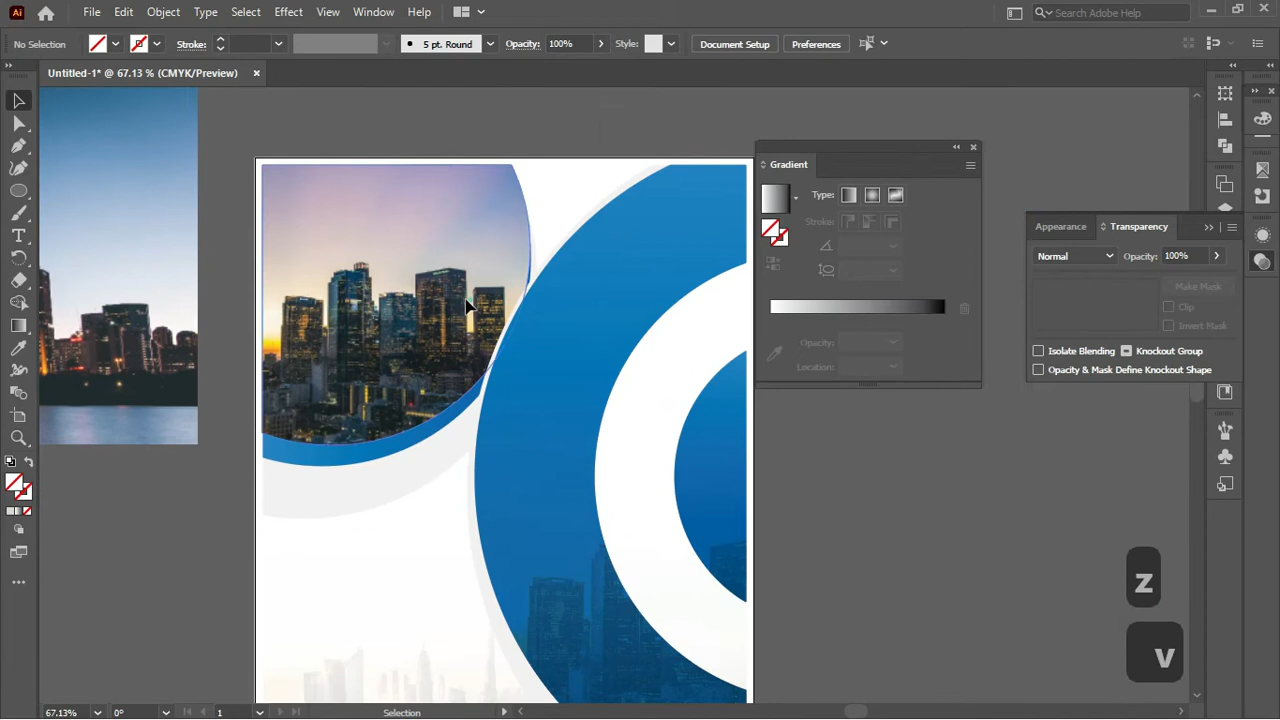 Ai
File Edit Object Type Select Effect View Window Help
Search Adobe Help
No Selection
Stroke:
5 pt. Round
Opacity: 100%
Style:
Document Setup
Preferences
Untitled-1* @ 67.13 % (CMYK/Preview)
Gradient
Type:
Stroke:
Opacity:
Location:
Appearance
Transparency
Normal
Opacity: 100%
Make Mask
Clip
Invert Mask
Isolate Blending
Knockout Group
Opacity & Mask Define Knockout Shape
z
v
67.13%
0°
1
Selection